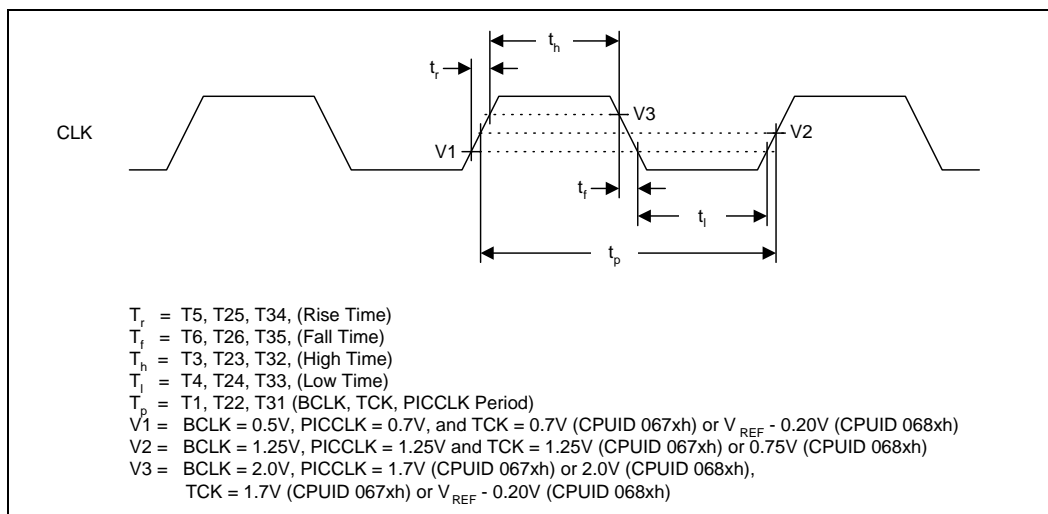 t_h
t_r
CLK
V3
V2
V1
t_f
t_l
t_p
T_r = T5, T25, T34, (Rise Time)
T_f = T6, T26, T35, (Fall Time)
T_h = T3, T23, T32, (High Time)
T_l = T4, T24, T33, (Low Time)
T_p = T1, T22, T31 (BCLK, TCK, PICCLK Period)
V1 = BCLK = 0.5V, PICCLK = 0.7V, and TCK = 0.7V (CPUID 067xh) or V_REF - 0.20V (CPUID 068xh)
V2 = BCLK = 1.25V, PICCLK = 1.25V and TCK = 1.25V (CPUID 067xh) or 0.75V (CPUID 068xh)
V3 = BCLK = 2.0V, PICCLK = 1.7V (CPUID 067xh) or 2.0V (CPUID 068xh),
TCK = 1.7V (CPUID 067xh) or V_REF - 0.20V (CPUID 068xh)